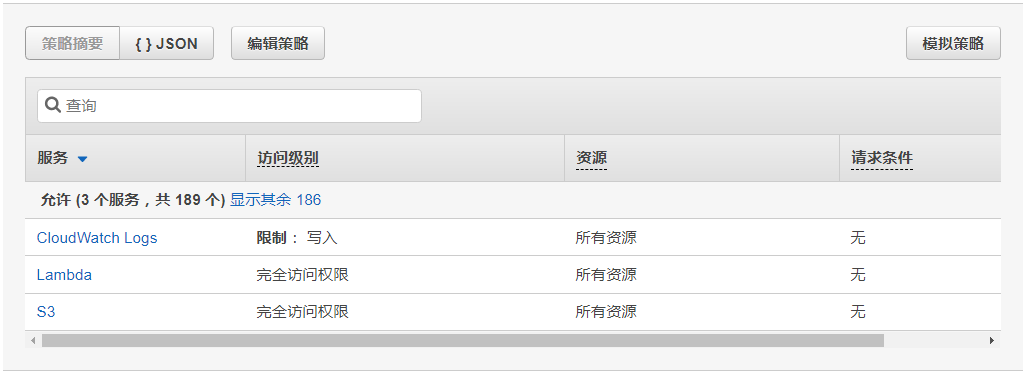 策略摘要 { } JSON 编辑策略 模拟策略
查询
服务 访问级别 资源 请求条件
允许 (3 个服务，共 189 个) 显示其余 186
CloudWatch Logs 限制： 写入 所有资源 无
Lambda 完全访问权限 所有资源 无
S3 完全访问权限 所有资源 无